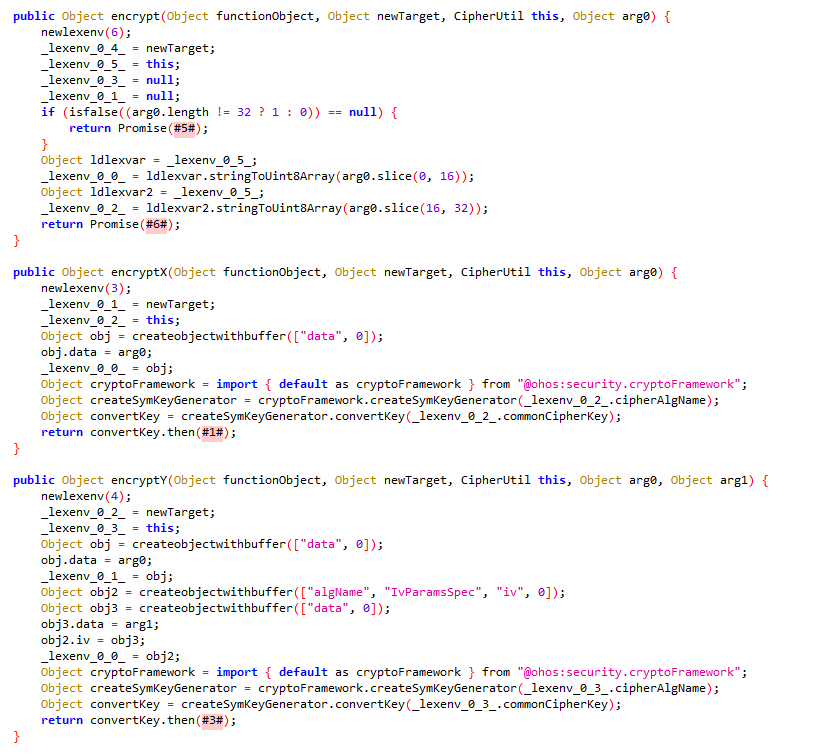 public Object encrypt(Object functionObject, Object newTarget, CipherUtil this, Object arg0) {
    newlexenv(6);
    _lexenv_0_4_ = newTarget;
    _lexenv_0_5_ = this;
    _lexenv_0_3_ = null;
    _lexenv_0_1_ = null;
    if (isfalse((arg0.length != 32 ? 1 : 0)) == null) {
        return Promise(#5#);
    }
    Object ldlexvar = _lexenv_0_5_;
    _lexenv_0_0_ = ldlexvar.stringToUint8Array(arg0.slice(0, 16));
    Object ldlexvar2 = _lexenv_0_5_;
    _lexenv_0_2_ = ldlexvar2.stringToUint8Array(arg0.slice(16, 32));
    return Promise(#6#);
}
public Object encryptX(Object functionObject, Object newTarget, CipherUtil this, Object arg0) {
    newlexenv(3);
    _lexenv_0_1_ = newTarget;
    _lexenv_0_2_ = this;
    Object obj = createobjectwithbuffer(["data", 0]);
    obj.data = arg0;
    _lexenv_0_0_ = obj;
    Object cryptoFramework = import { default as cryptoFramework } from "@ohos:security.cryptoFramework";
    Object createSymKeyGenerator = cryptoFramework.createSymKeyGenerator(_lexenv_0_2_.cipherAlgName);
    Object convertKey = createSymKeyGenerator.convertKey(_lexenv_0_2_.commonCipherKey);
    return convertKey.then(#1#);
}
public Object encryptY(Object functionObject, Object newTarget, CipherUtil this, Object arg0, Object arg1) {
    newlexenv(4);
    _lexenv_0_2_ = newTarget;
    _lexenv_0_3_ = this;
    Object obj = createobjectwithbuffer(["data", 0]);
    obj.data = arg0;
    _lexenv_0_1_ = obj;
    Object obj2 = createobjectwithbuffer(["algName", "IvParamsSpec", "iv", 0]);
    Object obj3 = createobjectwithbuffer(["data", 0]);
    obj3.data = arg1;
    obj2.iv = obj3;
    _lexenv_0_0_ = obj2;
    Object cryptoFramework = import { default as cryptoFramework } from "@ohos:security.cryptoFramework";
    Object createSymKeyGenerator = cryptoFramework.createSymKeyGenerator(_lexenv_0_3_.cipherAlgName);
    Object convertKey = createSymKeyGenerator.convertKey(_lexenv_0_3_.commonCipherKey);
    return convertKey.then(#3#);
}